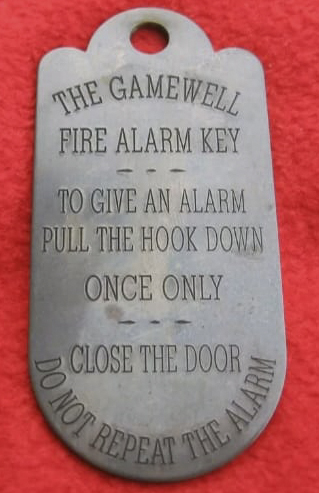 THE GAMEWELL
FIRE ALARM KEY
TO GIVE AN ALARM
PULL THE HOOK DOWN
ONCE ONLY
CLOSE THE DOOR
DO NOT REPEAT THE ALARM